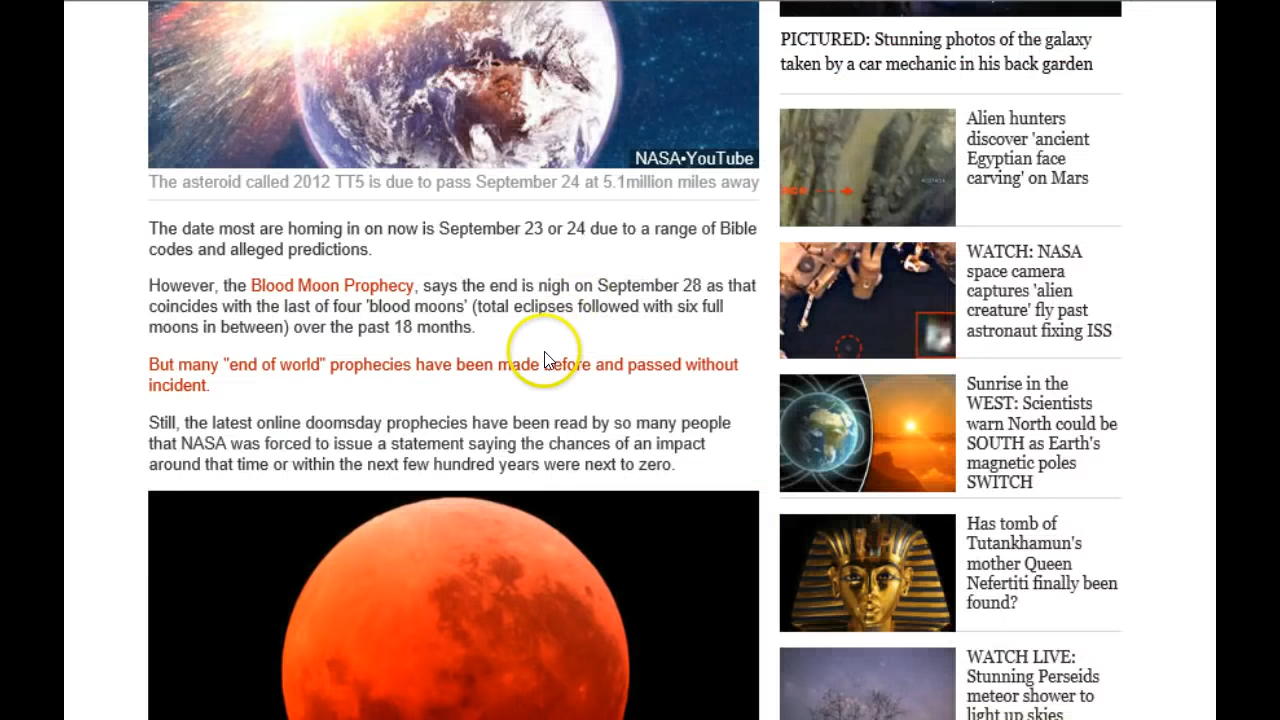 NASA•YouTube
The asteroid called 2012 TT5 is due to pass September 24 at 5.1million miles away
The date most are homing in on now is September 23 or 24 due to a range of Bible
codes and alleged predictions.
However, the Blood Moon Prophecy, says the end is nigh on September 28 as that
coincides with the last of four 'blood moons' (total eclipses followed with six full
moons in between) over the past 18 months.
But many "end of world" prophecies have been made before and passed without
incident.
Still, the latest online doomsday prophecies have been read by so many people
that NASA was forced to issue a statement saying the chances of an impact
around that time or within the next few hundred years were next to zero.
PICTURED: Stunning photos of the galaxy
taken by a car mechanic in his back garden
Alien hunters
discover 'ancient
Egyptian face
carving' on Mars
WATCH: NASA
space camera
captures 'alien
creature' fly past
astronaut fixing ISS
Sunrise in the
WEST: Scientists
warn North could be
SOUTH as Earth's
magnetic poles
SWITCH
Has tomb of
Tutankhamun's
mother Queen
Nefertiti finally been
found?
WATCH LIVE:
Stunning Perseids
meteor shower to
light up skies